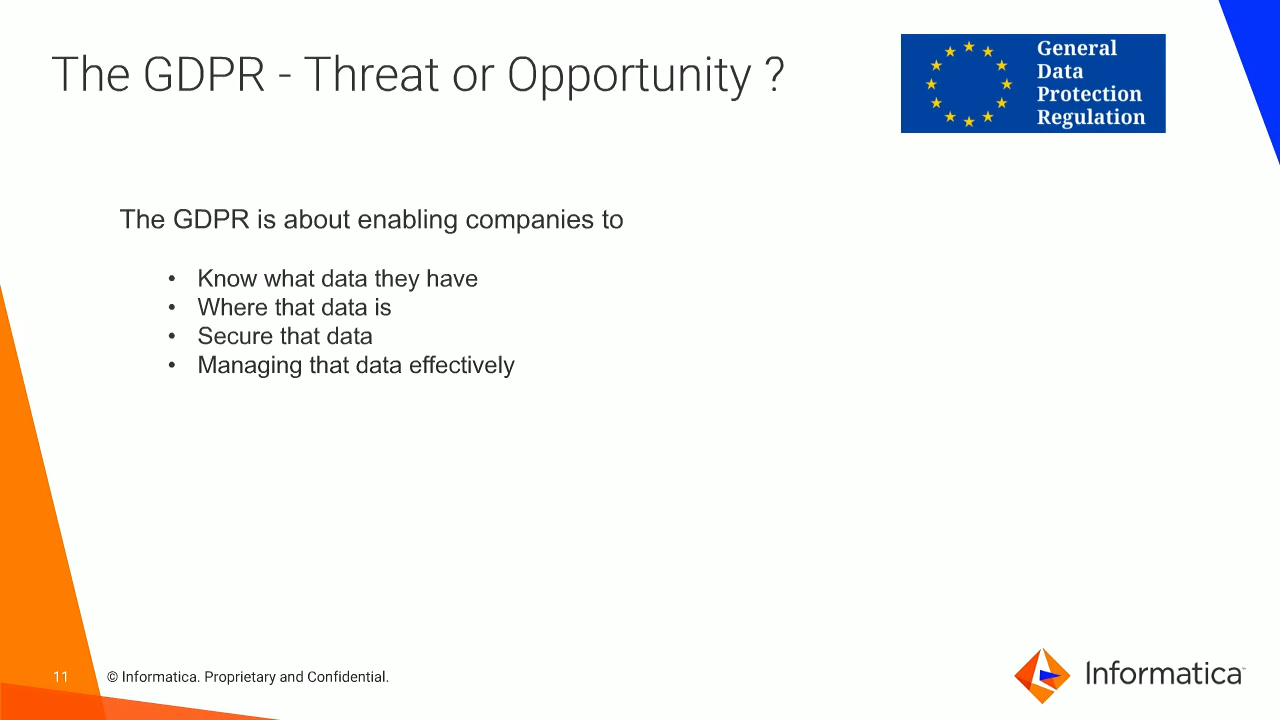 The GDPR - Threat or Opportunity ?
General
Data
Protection
Regulation
The GDPR is about enabling companies to
• Know what data they have
• Where that data is
• Secure that data
• Managing that data effectively
11
© Informatica. Proprietary and Confidential.
Informatica